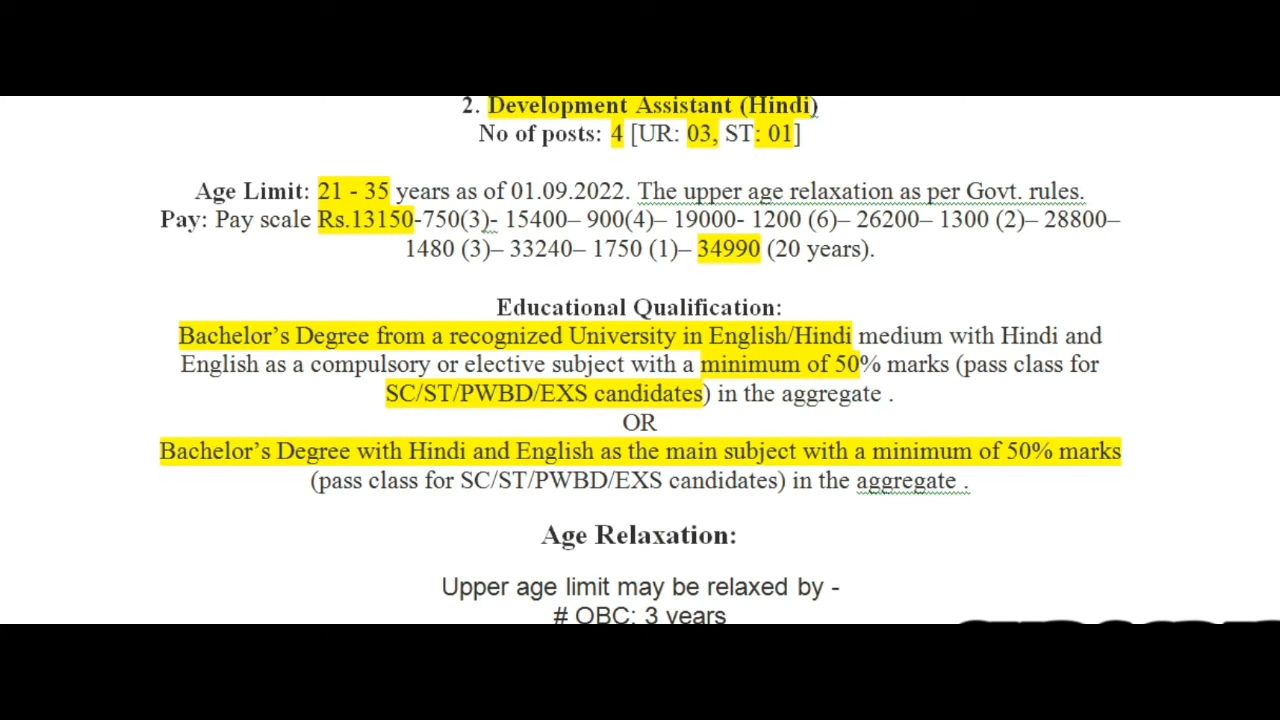 2. Development Assistant (Hindi)
No of posts: 4 [UR: 03, ST: 01]
Age Limit: 21 - 35 years as of 01.09.2022. The upper age relaxation as per Govt. rules.
Pay: Pay scale Rs.13150-750(3)- 15400– 900(4)– 19000- 1200 (6)– 26200– 1300 (2)– 28800–
1480 (3)– 33240– 1750 (1)– 34990 (20 years).
Educational Qualification:
Bachelor’s Degree from a recognized University in English/Hindi medium with Hindi and
English as a compulsory or elective subject with a minimum of 50% marks (pass class for
SC/ST/PWBD/EXS candidates) in the aggregate .
OR
Bachelor’s Degree with Hindi and English as the main subject with a minimum of 50% marks
(pass class for SC/ST/PWBD/EXS candidates) in the aggregate .
Age Relaxation:
Upper age limit may be relaxed by -
# OBC: 3 years